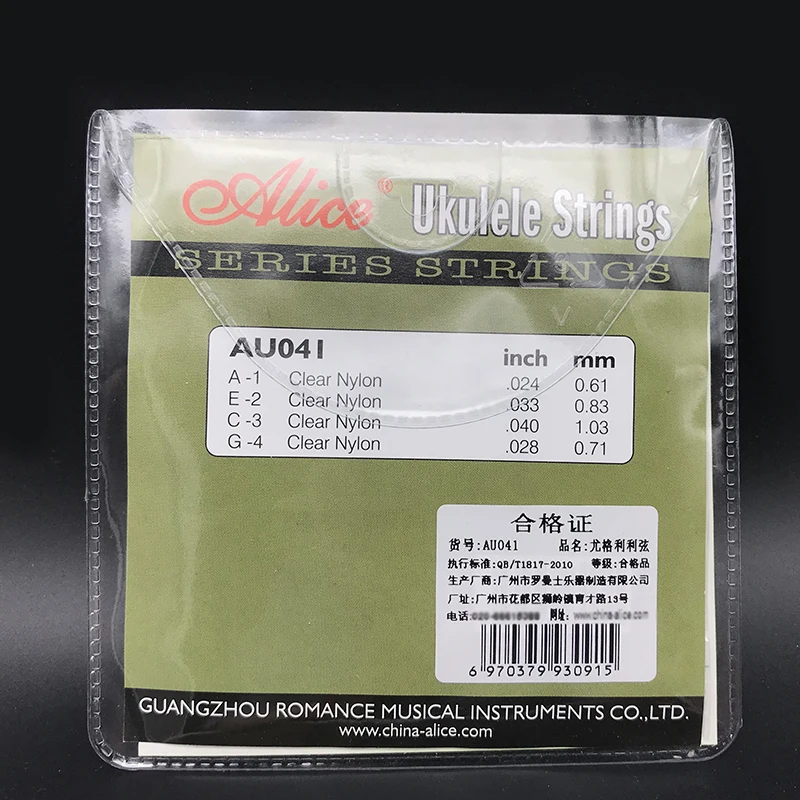 Alice® Ukulele Strings
SERIES STRINGS
AU041 inch mm
A -1 Clear Nylon .024 0.61
E -2 Clear Nylon .033 0.83
C -3 Clear Nylon .040 1.03
G -4 Clear Nylon .028 0.71
合格证
货号:AU041 品名:尤格利利弦
执行标准:QB/T1817-2010 等级:合格品
生产厂商:广州市罗曼士乐器制造有限公司
厂址:广州市花都区狮岭镇育才路13号
电话: 网址: www.china-alice.com
6 970379 930915
GUANGZHOU ROMANCE MUSICAL INSTRUMENTS CO.,LTD.
www.china-alice.com